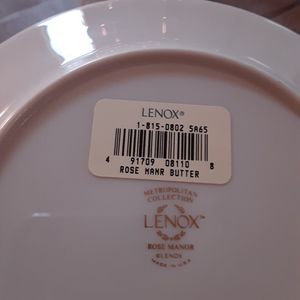 LENOX®
1-815-0802 5A65
4 91709 08110 8
ROSE MANR BUTTER
METROPOLITAN
COLLECTION
LENOX™
ROSE MANOR
BLENDS
MADE IN U.S.A.